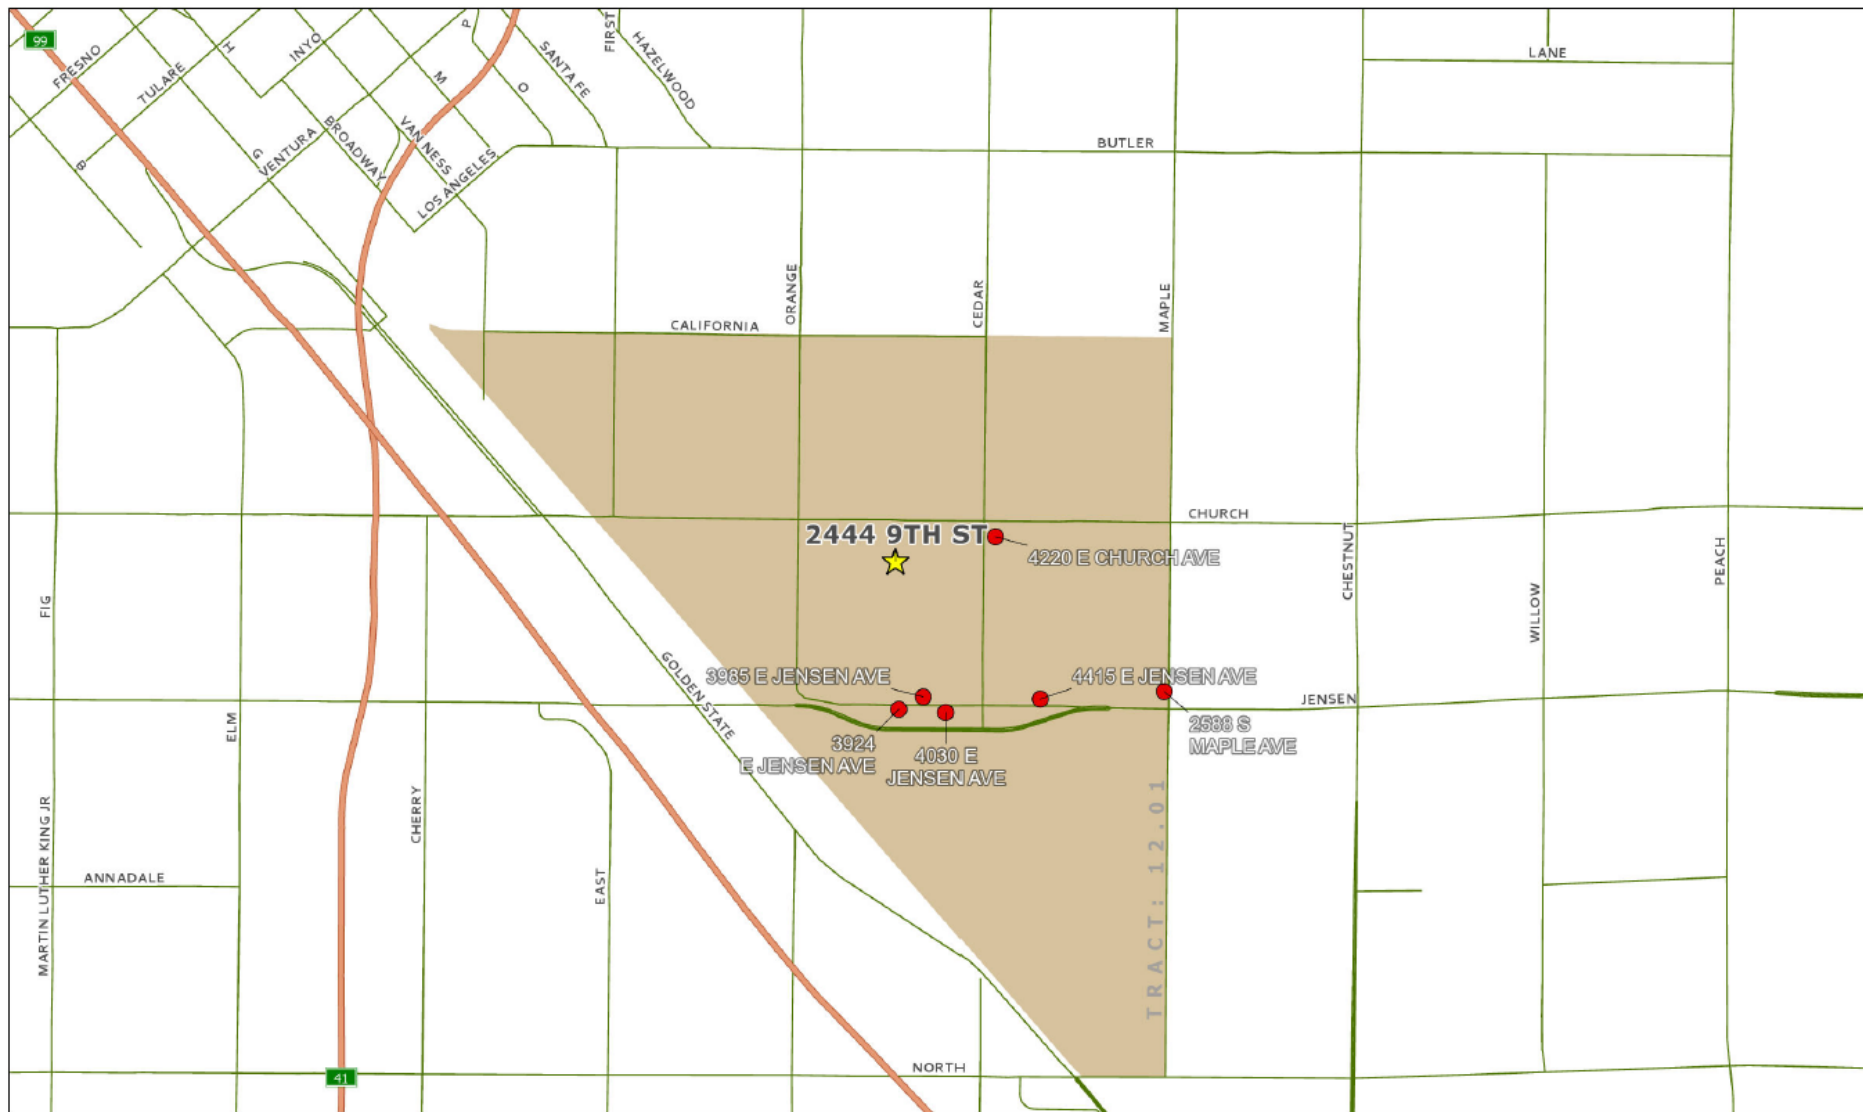 99
FRESNO
TULARE
H
INYO
P
M
O
SANTA FE
FIRST
HAZELWOOD
LANE
B
G
VENTURA
BROADWAY
VAN NESS
LOS ANGELES
BUTLER
ORANGE
CEDAR
MAPLE
CALIFORNIA
CHURCH
2444 9TH ST
4220 E CHURCH AVE
CHESTNUT
WILLOW
PEACH
FIG
GOLDEN STATE
3985 E JENSEN AVE
4415 E JENSEN AVE
JENSEN
2588 S
MAPLE AVE
3924
E JENSEN AVE
4030 E
JENSEN AVE
ELM
CHERRY
MARTIN LUTHER KING JR
ANNADALE
EAST
TRACT: 12.01
NORTH
41